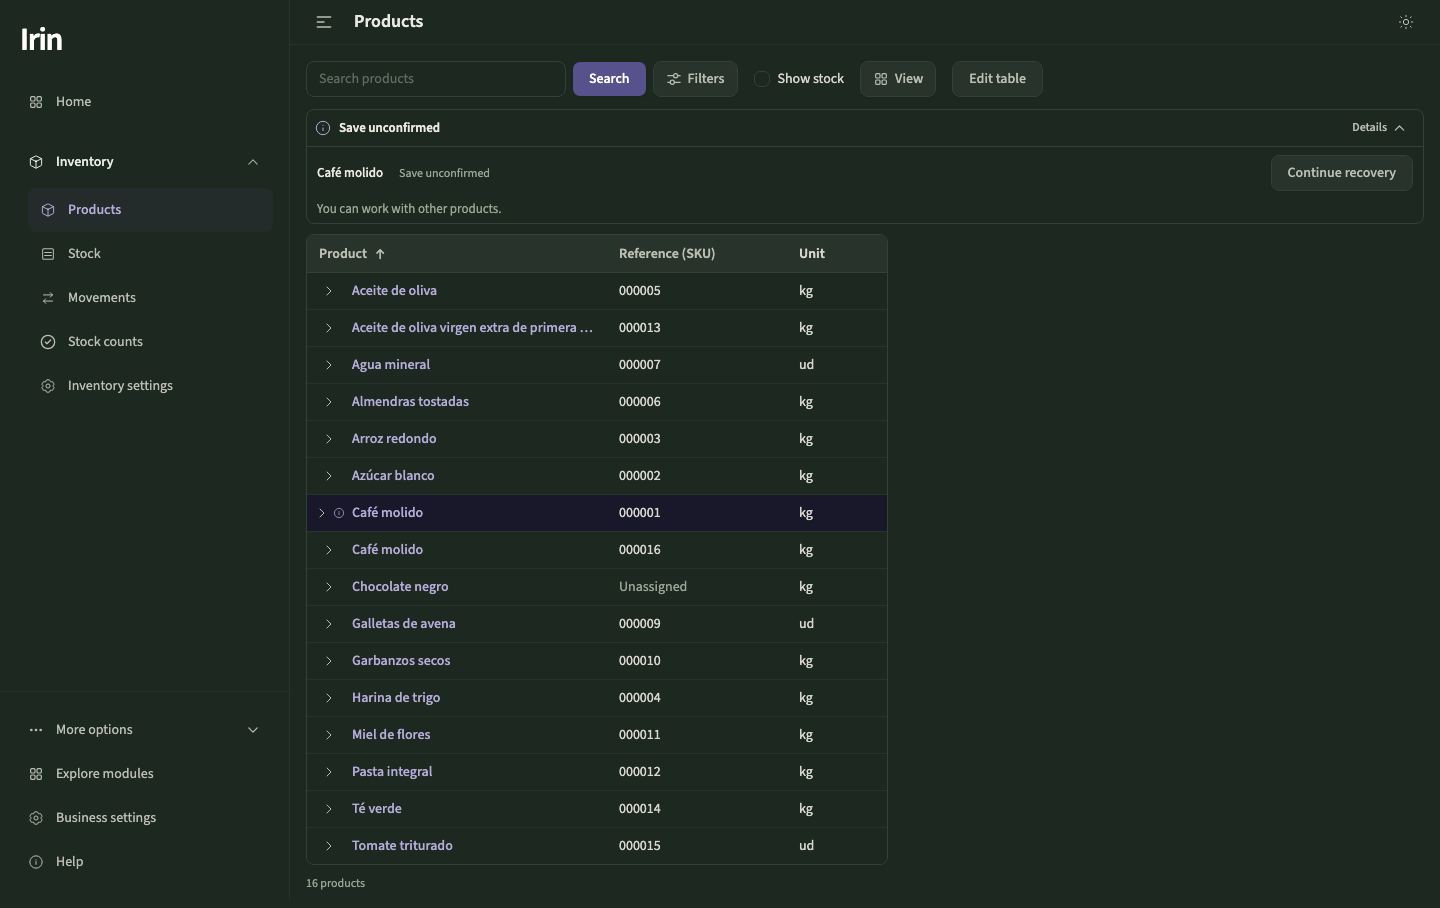 Irin
Products
Home
Inventory
Products
Stock
Movements
Stock counts
Inventory settings
More options
Explore modules
Business settings
Help
Search products Search Filters Show stock View Edit table
Save unconfirmed Details
Café molido Save unconfirmed Continue recovery
You can work with other products.
Product Reference (SKU) Unit
Aceite de oliva 000005 kg
Aceite de oliva virgen extra de primera ... 000013 kg
Agua mineral 000007 ud
Almendras tostadas 000006 kg
Arroz redondo 000003 kg
Azúcar blanco 000002 kg
Café molido 000001 kg
Café molido 000016 kg
Chocolate negro Unassigned kg
Galletas de avena 000009 ud
Garbanzos secos 000010 kg
Harina de trigo 000004 kg
Miel de flores 000011 kg
Pasta integral 000012 kg
Té verde 000014 kg
Tomate triturado 000015 ud
16 products